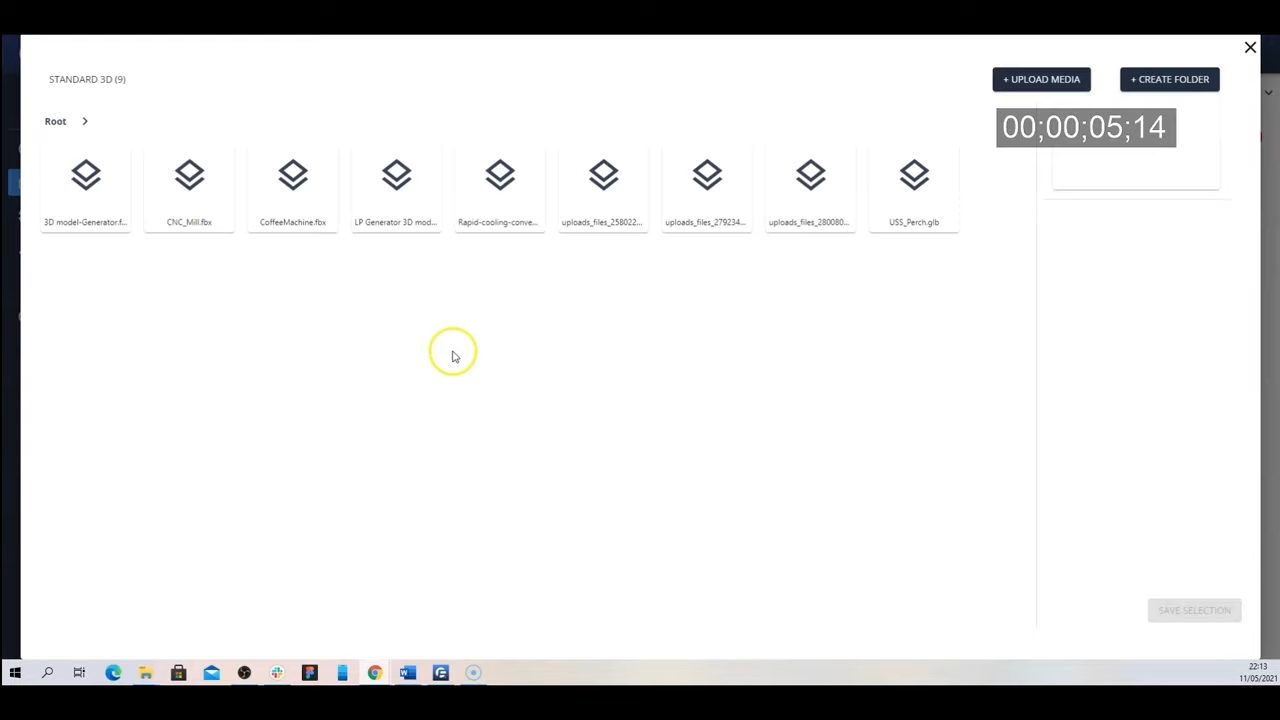 STANDARD 3D (9)
+ UPLOAD MEDIA
+ CREATE FOLDER
Root
00;00;05;14
3D model-Generator.f...
CNC_Mill.fbx
CoffeeMachine.fbx
LP Generator 3D mod...
Rapid-cooling-conve...
uploads_files_258022...
uploads_files_279234...
uploads_files_280080...
USS_Perch.glb
SAVE SELECTION
22:13
11/05/2021